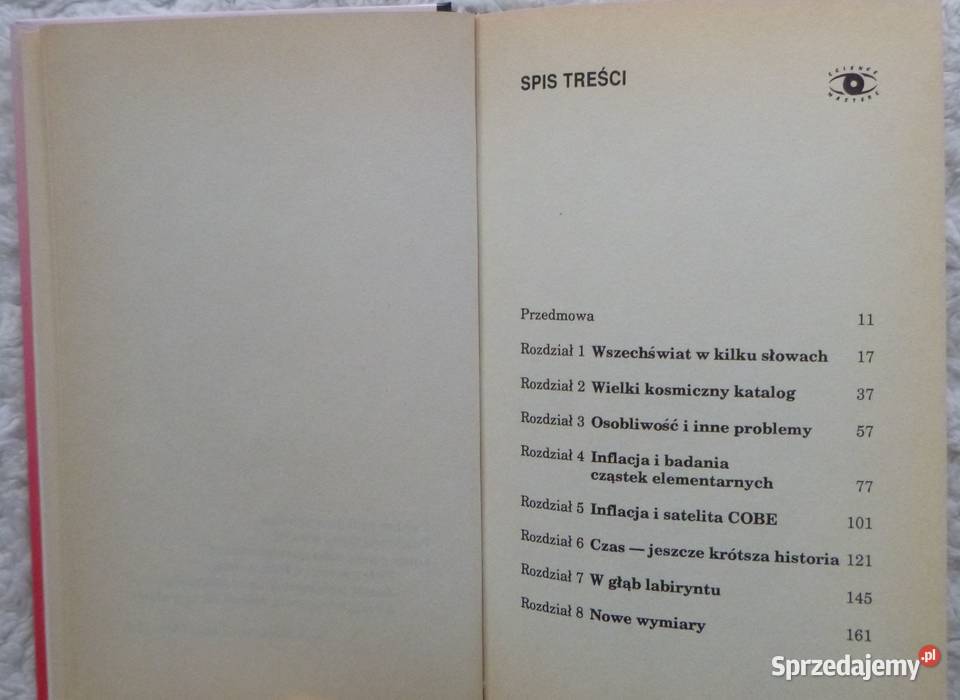 SPIS TREŚCI
SCIENCE
MASTERS
Przedmowa 11
Rozdział 1 Wszechświat w kilku słowach 17
Rozdział 2 Wielki kosmiczny katalog 37
Rozdział 3 Osobliwość i inne problemy 57
Rozdział 4 Inflacja i badania
cząstek elementarnych 77
Rozdział 5 Inflacja i satelita COBE 101
Rozdział 6 Czas — jeszcze krótsza historia 121
Rozdział 7 W głąb labiryntu 145
Rozdział 8 Nowe wymiary 161
Sprzedajemy.pl